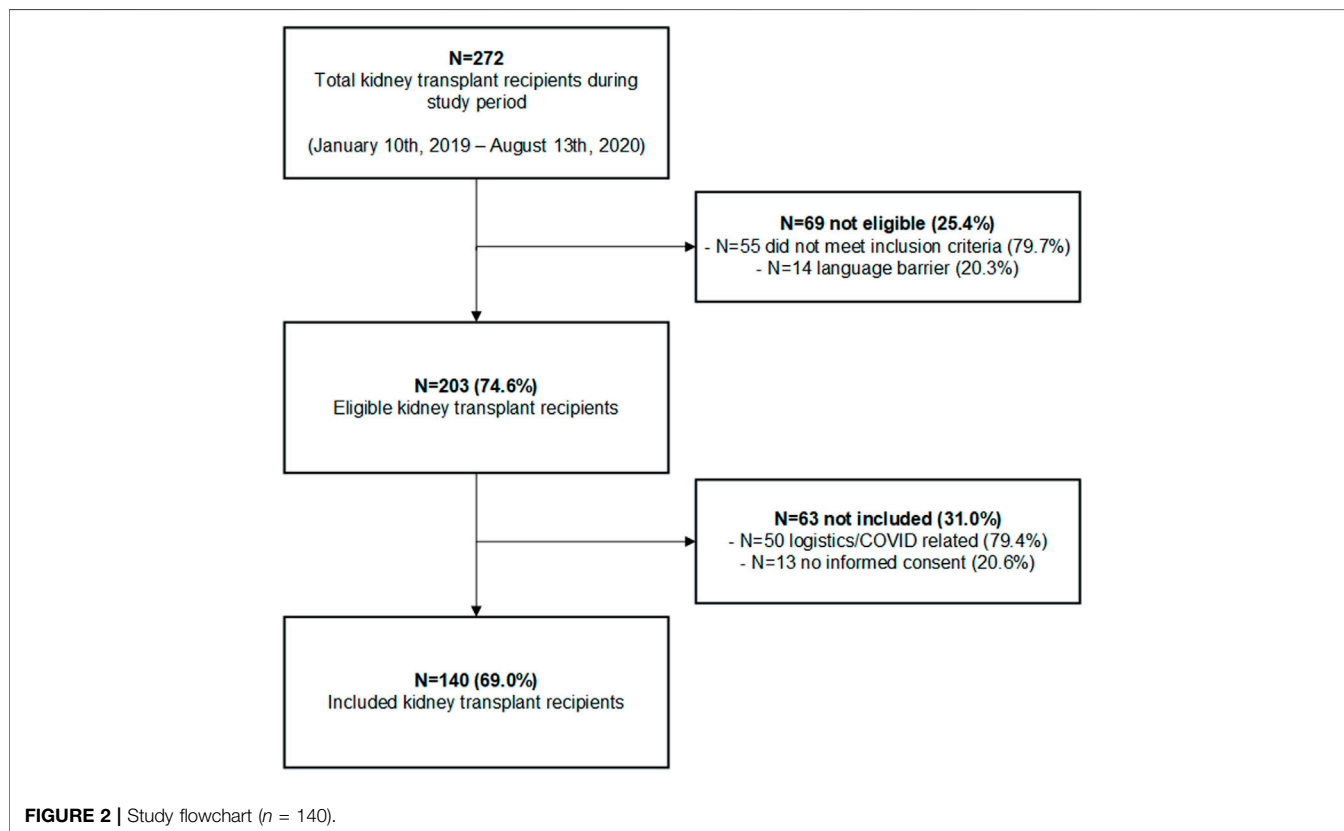 N=272
Total kidney transplant recipients during
study period
(January 10th, 2019 – August 13th, 2020)
N=69 not eligible (25.4%)
- N=55 did not meet inclusion criteria (79.7%)
- N=14 language barrier (20.3%)
N=203 (74.6%)
Eligible kidney transplant recipients
N=63 not included (31.0%)
- N=50 logistics/COVID related (79.4%)
- N=13 no informed consent (20.6%)
N=140 (69.0%)
Included kidney transplant recipients
FIGURE 2 | Study flowchart (n = 140).